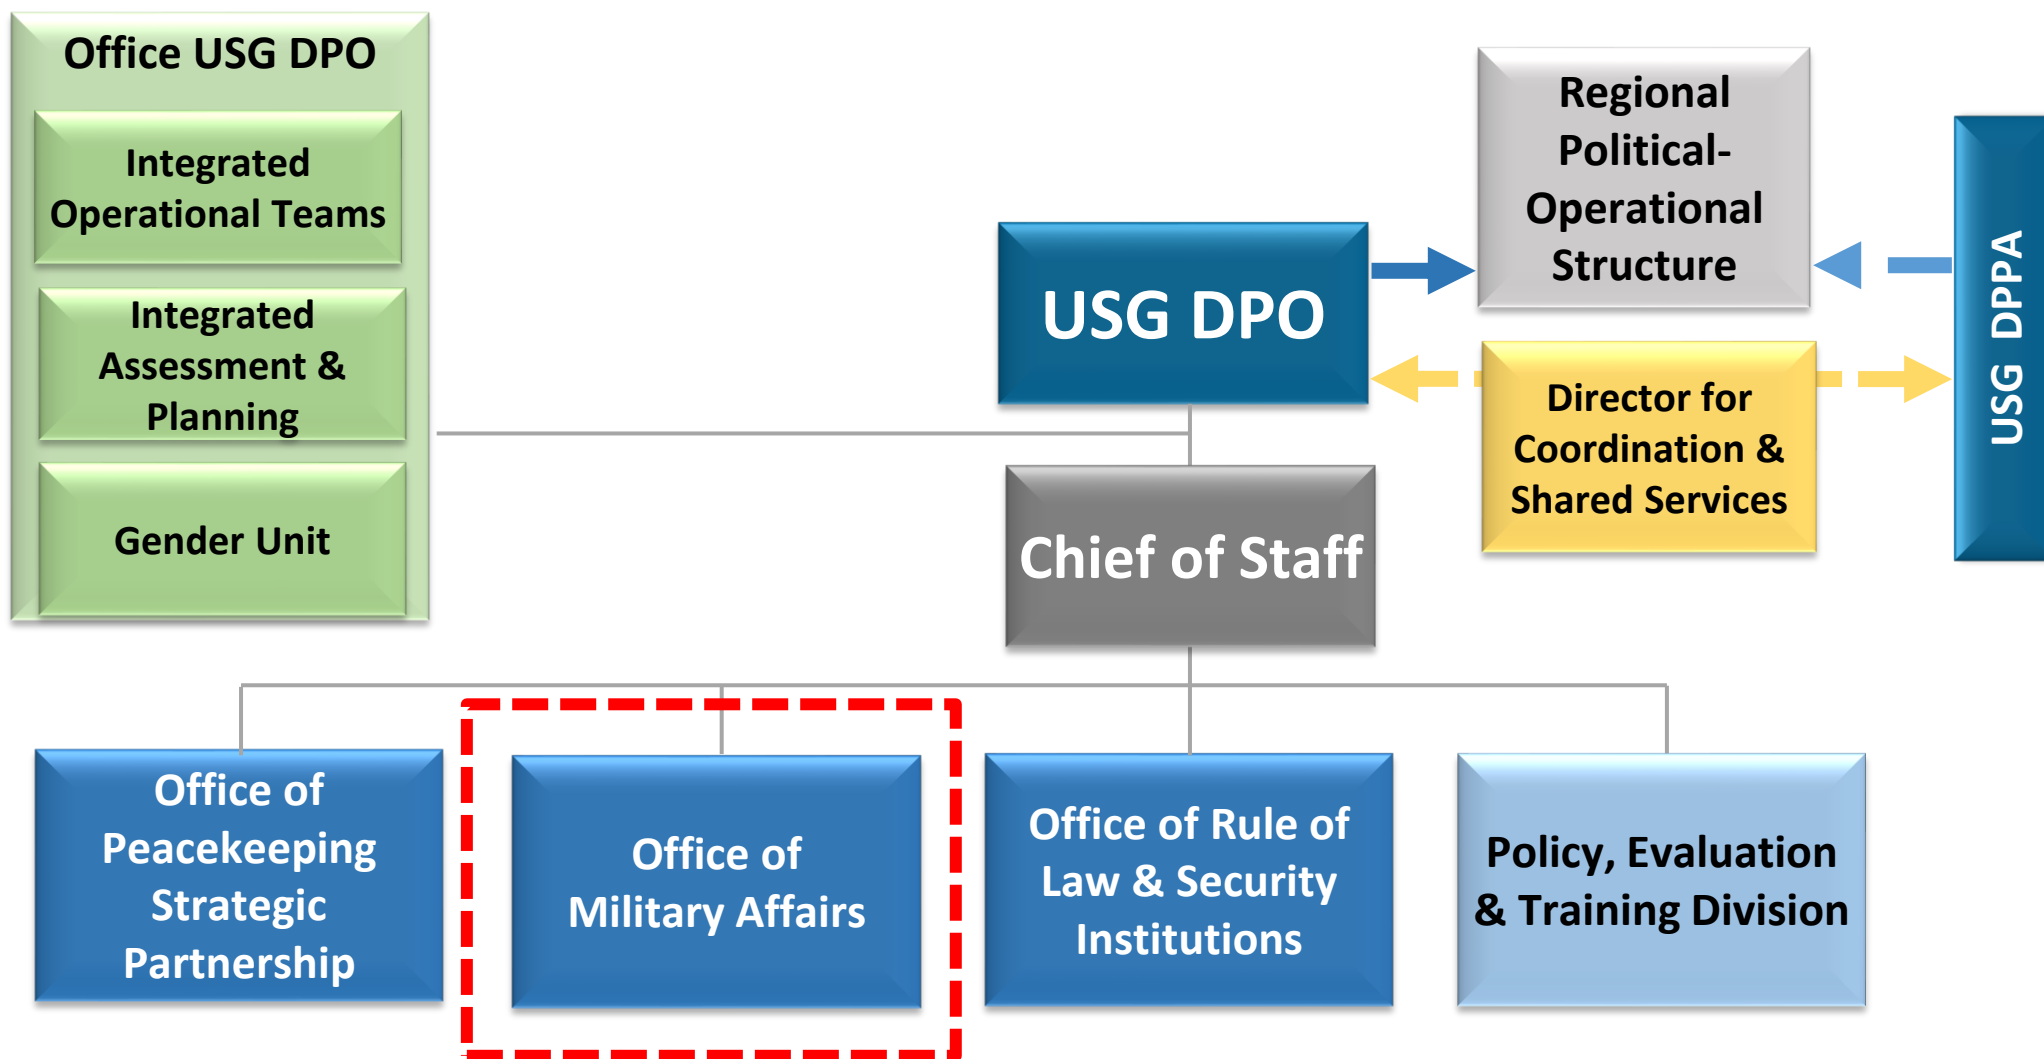 Office USG DPO
Integrated
Operational Teams
Integrated
Assessment &
Planning
Gender Unit
USG DPO
Regional
Political-
Operational
Structure
Director for
Coordination &
Shared Services
USG DPPA
Chief of Staff
Office of
Peacekeeping
Strategic
Partnership
Office of
Military Affairs
Office of Rule of
Law & Security
Institutions
Policy, Evaluation
& Training Division